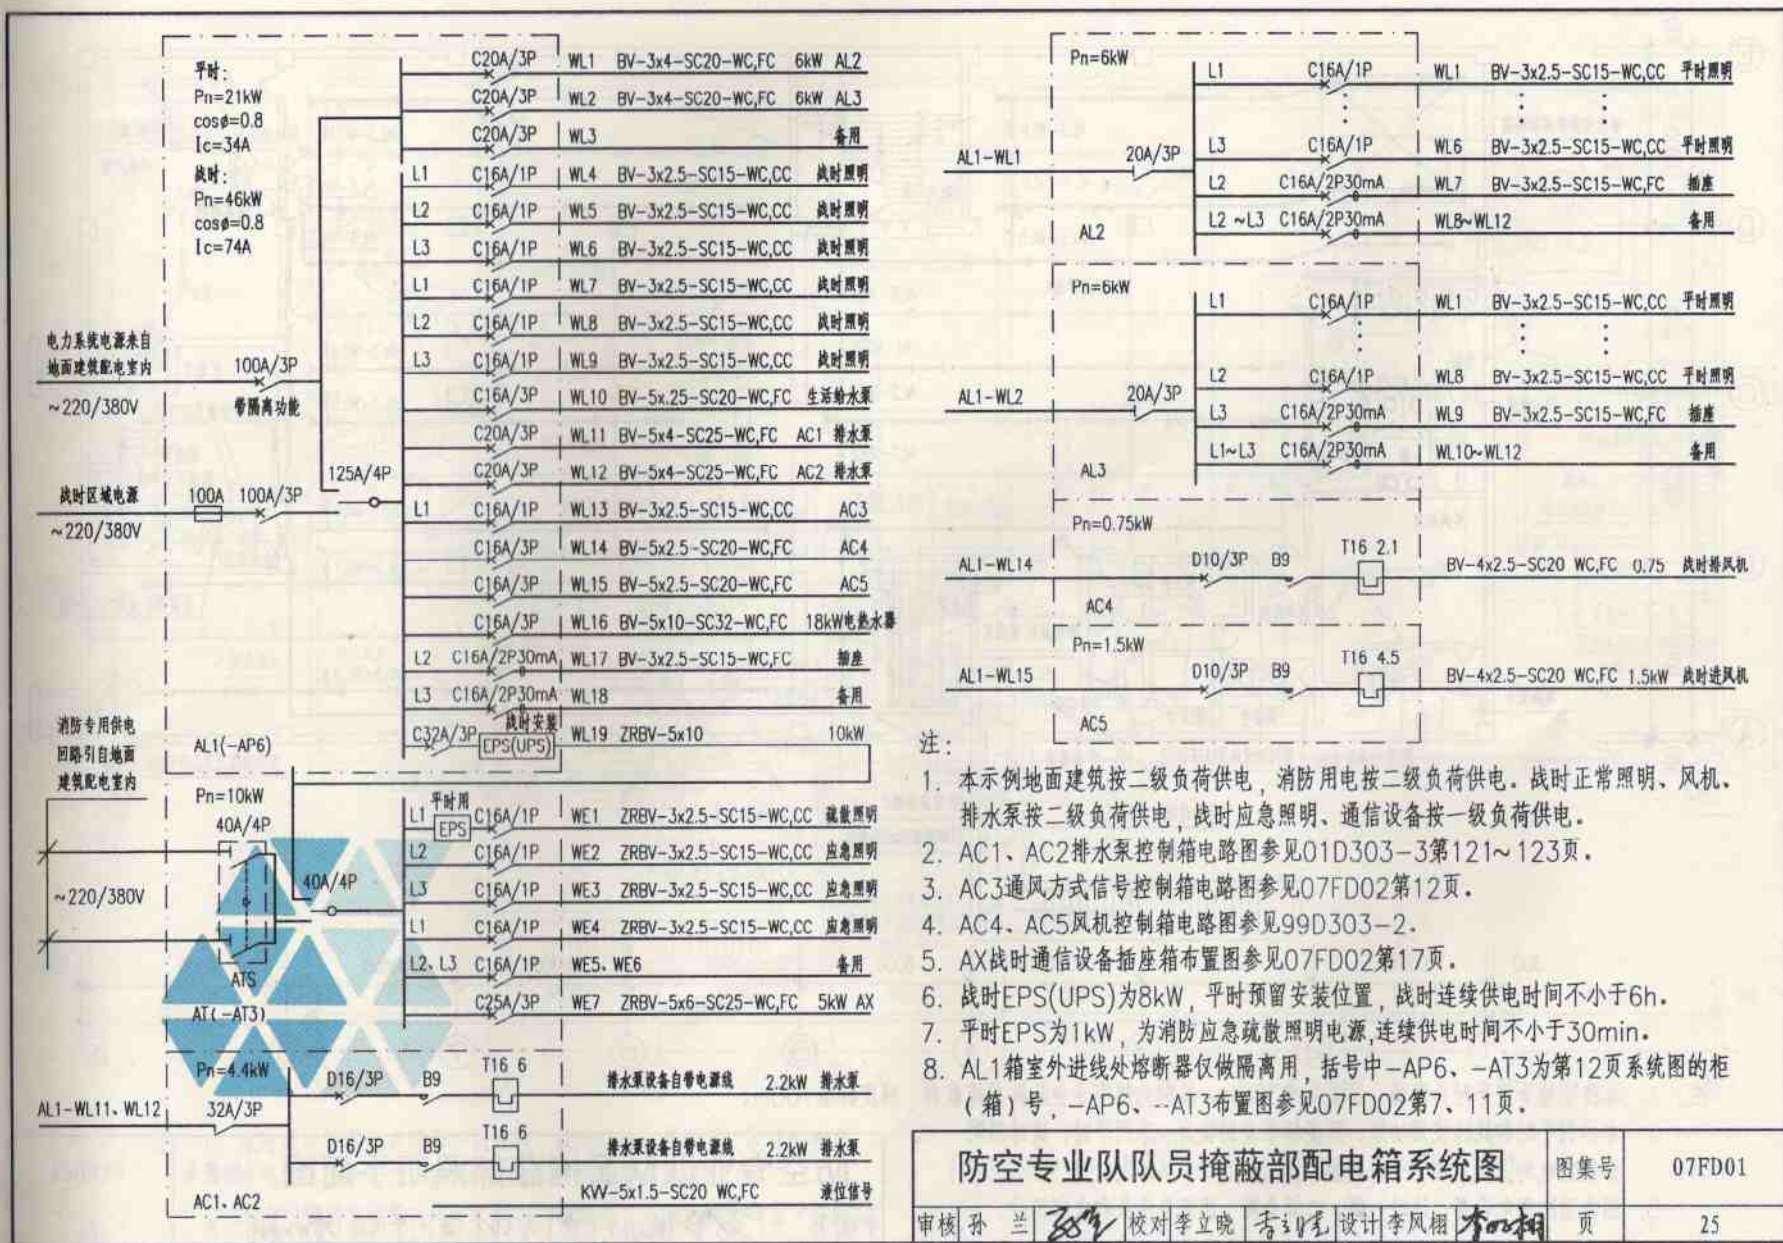 平时:
Pn=21kW
cosø=0.8
Ic=34A
战时:
Pn=46kW
cosø=0.8
Ic=74A
电力系统电源来自
地面建筑配电室内
~220/380V
100A/3P
带隔离功能
战时区域电源
~220/380V
100A 100A/3P
125A/4P
C20A/3P WL1 BV-3x4-SC20-WC,FC 6kW AL2
C20A/3P WL2 BV-3x4-SC20-WC,FC 6kW AL3
C20A/3P WL3 备用
L1 C16A/1P WL4 BV-3x2.5-SC15-WC,CC 战时照明
L2 C16A/1P WL5 BV-3x2.5-SC15-WC,CC 战时照明
L3 C16A/1P WL6 BV-3x2.5-SC15-WC,CC 战时照明
L1 C16A/1P WL7 BV-3x2.5-SC15-WC,CC 战时照明
L2 C16A/1P WL8 BV-3x2.5-SC15-WC,CC 战时照明
L3 C16A/1P WL9 BV-3x2.5-SC15-WC,CC 战时照明
C16A/3P WL10 BV-5x.25-SC20-WC,FC 生活给水泵
C20A/3P WL11 BV-5x4-SC25-WC,FC AC1 排水泵
C20A/3P WL12 BV-5x4-SC25-WC,FC AC2 排水泵
L1 C16A/1P WL13 BV-3x2.5-SC15-WC,CC AC3
C16A/3P WL14 BV-5x2.5-SC20-WC,FC AC4
C16A/3P WL15 BV-5x2.5-SC20-WC,FC AC5
C16A/3P WL16 BV-5x10-SC32-WC,FC 18kW电热水器
L2 C16A/2P30mA WL17 BV-3x2.5-SC15-WC,FC 插座
L3 C16A/2P30mA WL18 备用
战时安装
C32A/3P EPS(UPS) WL19 ZRBV-5x10 10kW
AL1(-AP6)
消防专用供电
回路引自地面
建筑配电室内
~220/380V
Pn=10kW
40A/4P
40A/4P
ATS
AT(-AT3)
平时用
L1 EPS C16A/1P WE1 ZRBV-3x2.5-SC15-WC,CC 疏散照明
L2 C16A/1P WE2 ZRBV-3x2.5-SC15-WC,CC 应急照明
L3 C16A/1P WE3 ZRBV-3x2.5-SC15-WC,CC 应急照明
L1 C16A/1P WE4 ZRBV-3x2.5-SC15-WC,CC 应急照明
L2、L3 C16A/1P WE5、WE6 备用
C25A/3P WE7 ZRBV-5x6-SC25-WC,FC 5kW AX
Pn=4.4kW
AL1-WL11、WL12 32A/3P
D16/3P B9 T16 6 排水泵设备自带电源线 2.2kW 排水泵
D16/3P B9 T16 6 排水泵设备自带电源线 2.2kW 排水泵
KVV-5x1.5-SC20 WC,FC 液位信号
AC1、AC2
Pn=6kW
L1 C16A/1P WL1 BV-3x2.5-SC15-WC,CC 平时照明
AL1-WL1 20A/3P
L3 C16A/1P WL6 BV-3x2.5-SC15-WC,CC 平时照明
L2 C16A/2P30mA WL7 BV-3x2.5-SC15-WC,FC 插座
L2 ~L3 C16A/2P30mA WL8~WL12 备用
AL2
Pn=6kW
L1 C16A/1P WL1 BV-3x2.5-SC15-WC,CC 平时照明
AL1-WL2 20A/3P
L2 C16A/1P WL8 BV-3x2.5-SC15-WC,CC 平时照明
L3 C16A/2P30mA WL9 BV-3x2.5-SC15-WC,FC 插座
L1~L3 C16A/2P30mA WL10~WL12 备用
AL3
Pn=0.75kW
AL1-WL14 D10/3P B9 T16 2.1 BV-4x2.5-SC20 WC,FC 0.75 战时排风机
AC4
Pn=1.5kW
AL1-WL15 D10/3P B9 T16 4.5 BV-4x2.5-SC20 WC,FC 1.5kW 战时进风机
AC5
注:
1. 本示例地面建筑按二级负荷供电,消防用电按二级负荷供电。战时正常照明、风机、
排水泵按二级负荷供电,战时应急照明、通信设备按一级负荷供电。
2. AC1、AC2排水泵控制箱电路图参见01D303-3第121~123页。
3. AC3通风方式信号控制箱电路图参见07FD02第12页。
4. AC4、AC5风机控制箱电路图参见99D303-2.
5. AX战时通信设备插座箱布置图参见07FD02第17页。
6. 战时EPS(UPS)为8kW,平时预留安装位置,战时连续供电时间不小于6h.
7. 平时EPS为1kW,为消防应急疏散照明电源,连续供电时间不小于30min.
8. AL1箱室外进线处熔断器仅做隔离用,括号中-AP6、-AT3为第12页系统图的柜
(箱)号,-AP6、--AT3布置图参见07FD02第7、11页.
防空专业队队员掩蔽部配电箱系统图 图集号 07FD01
审核 孙兰 校对 李立晓 设计 李风栩 页 25